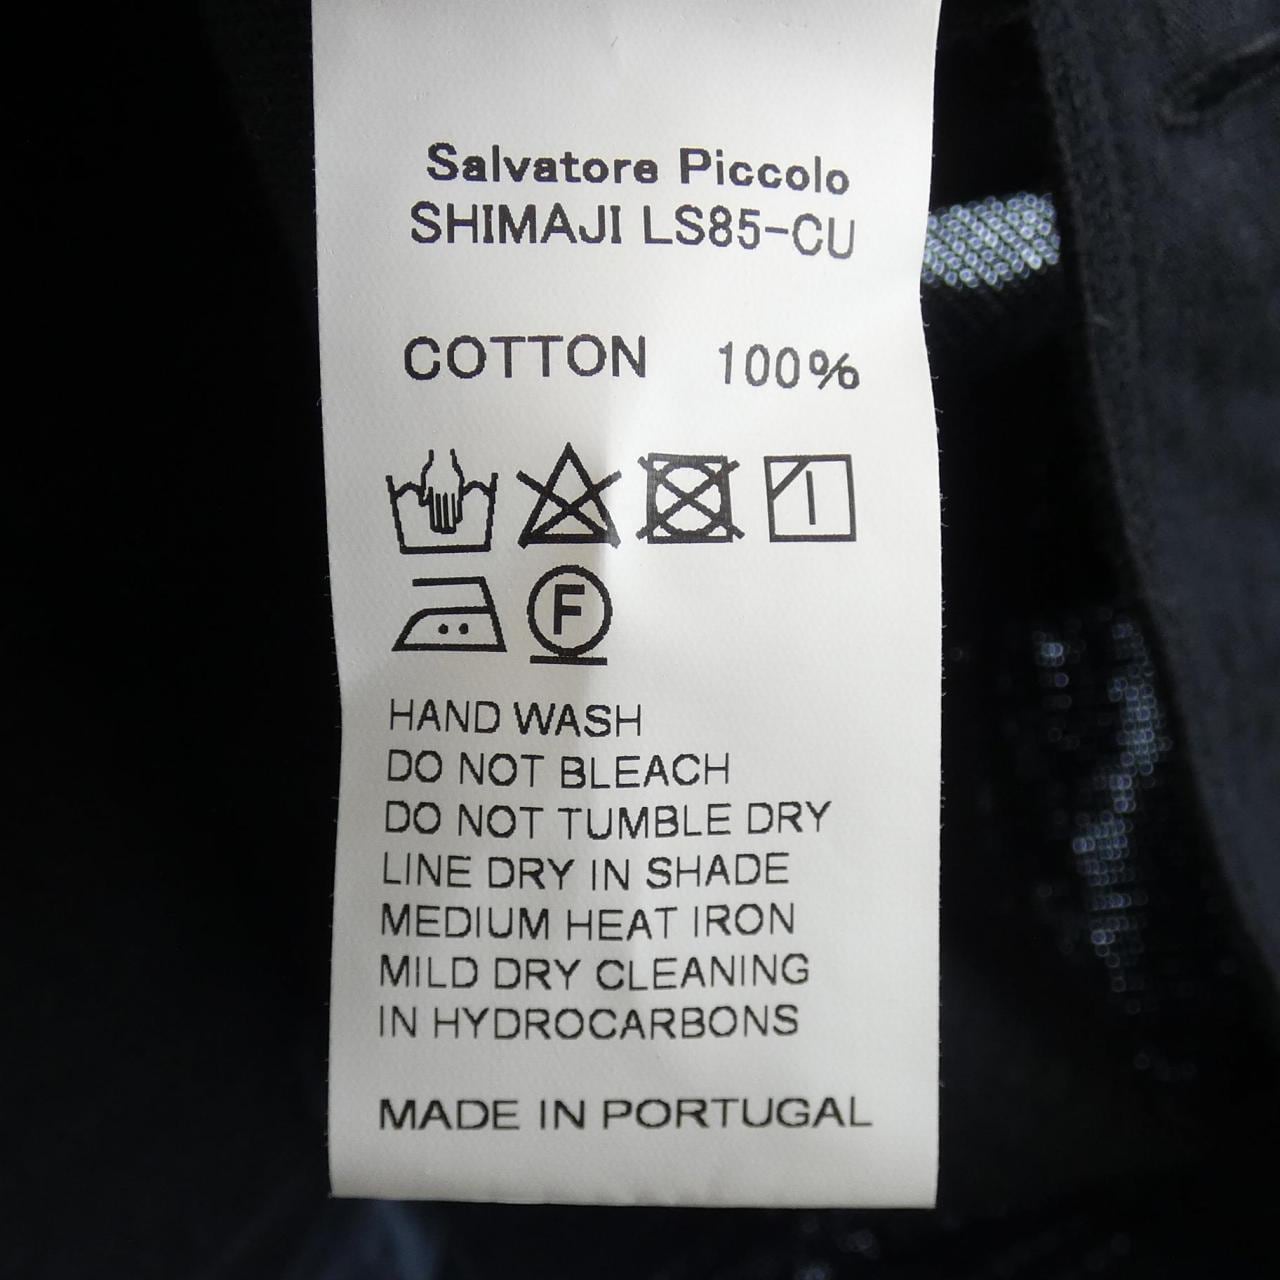 Salvatore Piccolo
SHIMAJI LS85-CU
COTTON 100%
F
HAND WASH
DO NOT BLEACH
DO NOT TUMBLE DRY
LINE DRY IN SHADE
MEDIUM HEAT IRON
MILD DRY CLEANING
IN HYDROCARBONS
MADE IN PORTUGAL